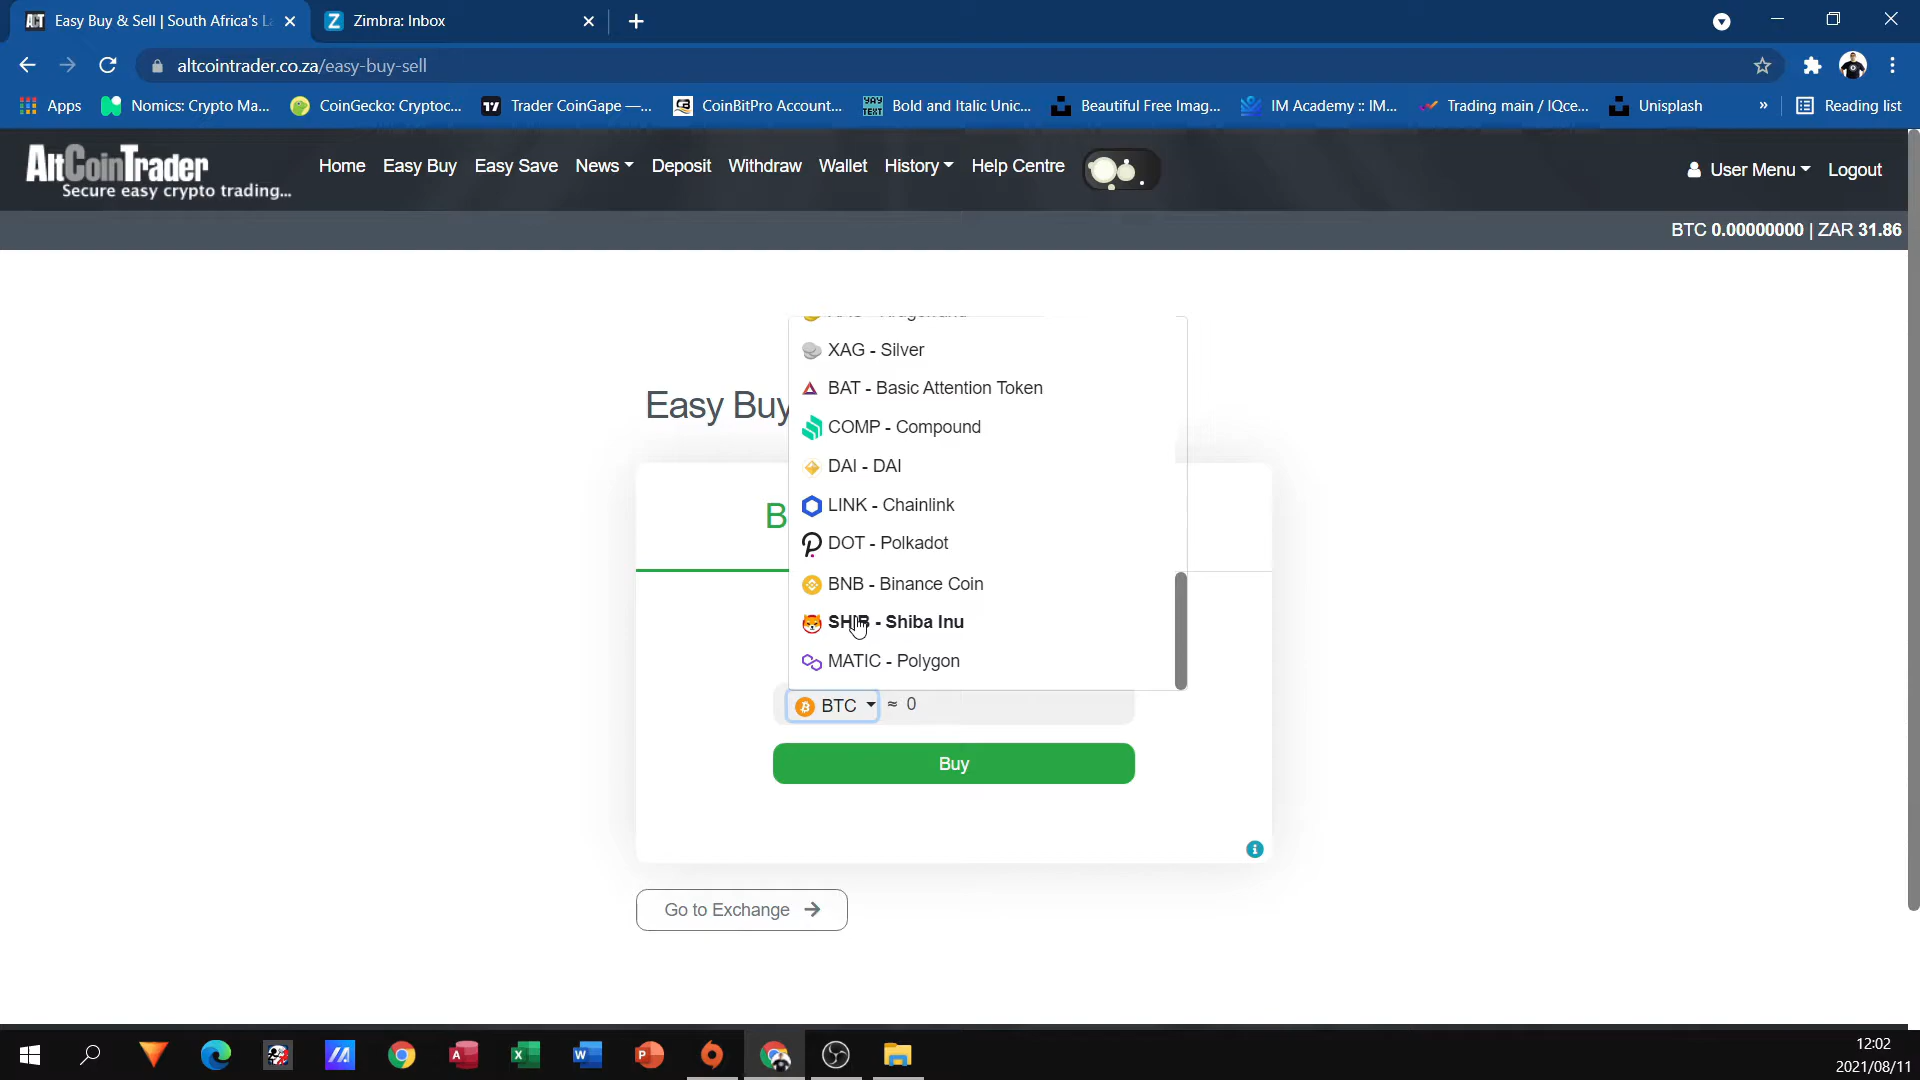 Easy Buy & Sell | South Africa's L
Zimbra: Inbox
altcointrader.co.za/easy-buy-sell
Apps
Nomics: Crypto Ma...
CoinGecko: Cryptoc...
Trader CoinGape —...
CoinBitPro Account...
Bold and Italic Unic...
Beautiful Free Imag...
IM Academy :: IM...
Trading main / IQce...
Unisplash
»
Reading list
AltCoinTrader
Secure easy crypto trading...
Home
Easy Buy
Easy Save
News
Deposit
Withdraw
Wallet
History
Help Centre
User Menu
Logout
BTC 0.00000000 | ZAR 31.86
XAG - Silver
BAT - Basic Attention Token
Easy Buy
COMP - Compound
DAI - DAI
LINK - Chainlink
B
DOT - Polkadot
BNB - Binance Coin
SHIB - Shiba Inu
MATIC - Polygon
BTC ≈ 0
Buy
Go to Exchange
12:02
2021/08/11